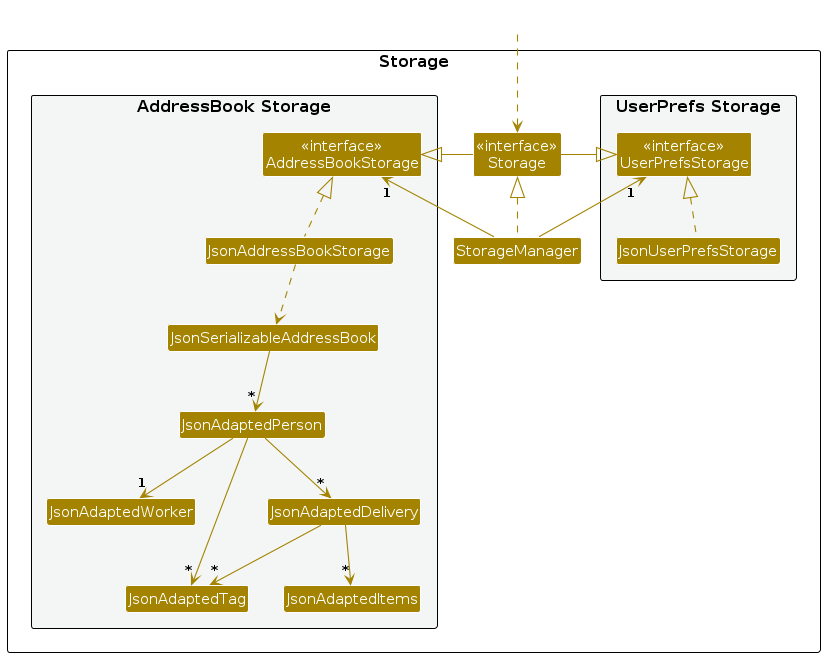 Storage
AddressBook Storage
UserPrefs Storage
«interface»
AddressBookStorage
«interface»
Storage
«interface»
UserPrefsStorage
1
1
JsonAddressBookStorage
StorageManager
JsonUserPrefsStorage
JsonSerializableAddressBook
*
JsonAdaptedPerson
1
*
JsonAdaptedWorker
JsonAdaptedDelivery
*
*
*
JsonAdaptedTag
JsonAdaptedItems